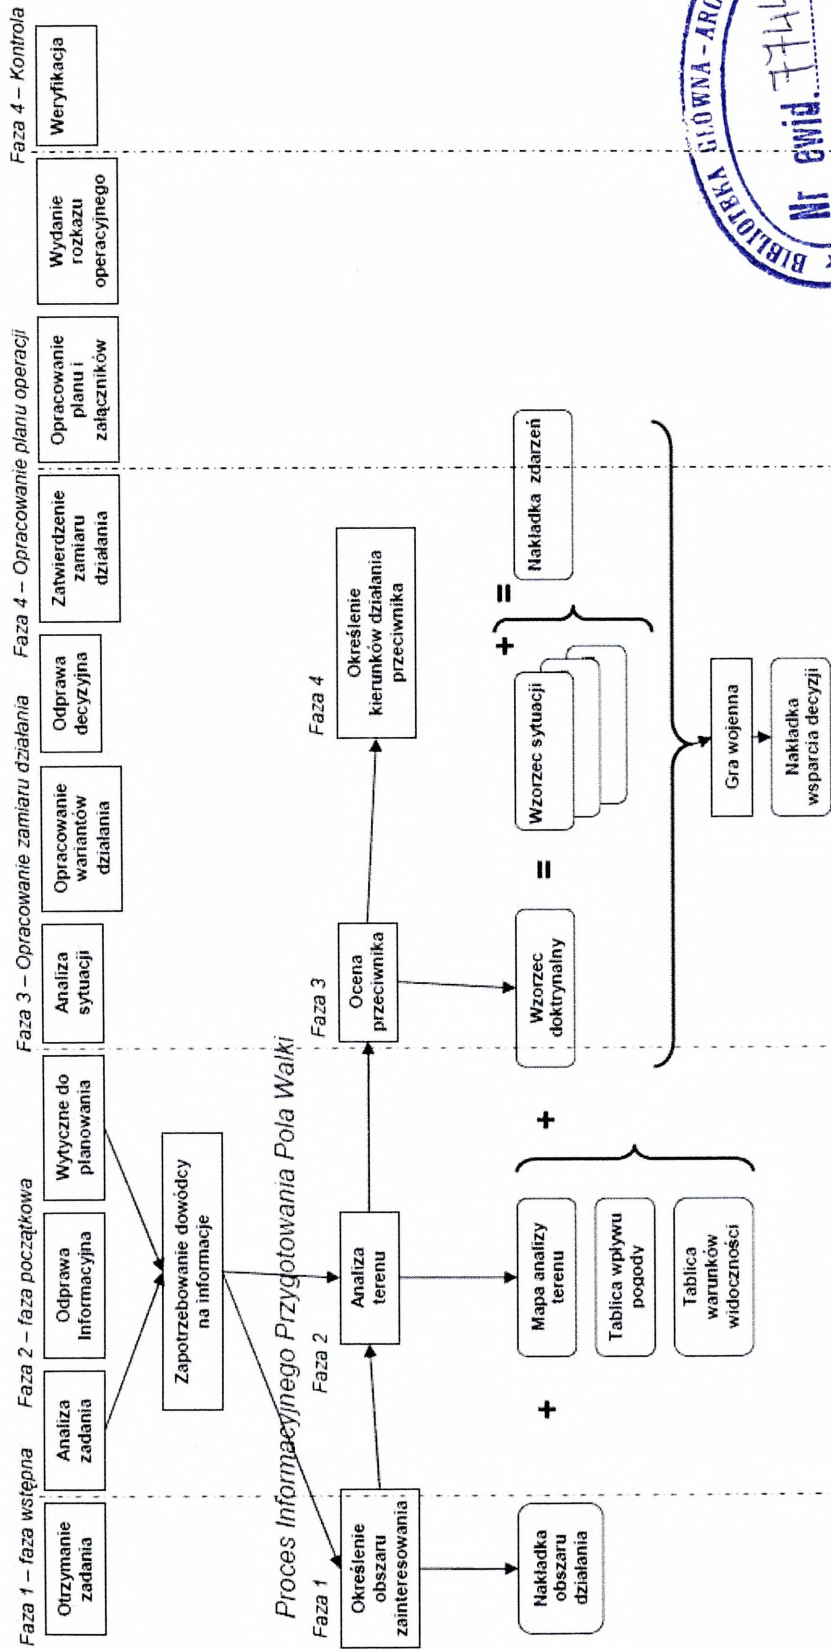 Faza 1 – faza wstępna
Faza 2 – faza początkowa
Faza 3 – Opracowanie zamiaru działania
Faza 4 – Opracowanie planu operacji
Faza 4 – Kontrola
Otrzymanie
zadania
Analiza
zadania
Odprawa
Informacyjna
Wytyczne do
planowania
Analiza
sytuacji
Opracowanie
wariantów
działania
Odprawa
decyzyjna
Zatwierdzenie
zamiaru
działania
Opracowanie
planu i
załączników
Wydanie
rozkazu
operacyjnego
Weryfikacja
Zapotrzebowanie dowódcy
na informacje
Proces Informacyjnego Przygotowania Pola Walki
Faza 1
Faza 2
Faza 3
Faza 4
Określenie
obszaru
zainteresowania
Analiza
terenu
Ocena
przeciwnika
Określenie
kierunków działania
przeciwnika
Nakładka
obszaru
działania
+
Mapa analizy
terenu
Tablica wpływu
pogody
Tablica
warunków
widoczności
+
Wzorzec
doktrynalny
=
Wzorzec sytuacji
+
=
Nakładka zdarzeń
Gra wojenna
Nakładka
wsparcia decyzji
BIBLIOTEKA GŁÓWNA - 
Nr ewid. 774